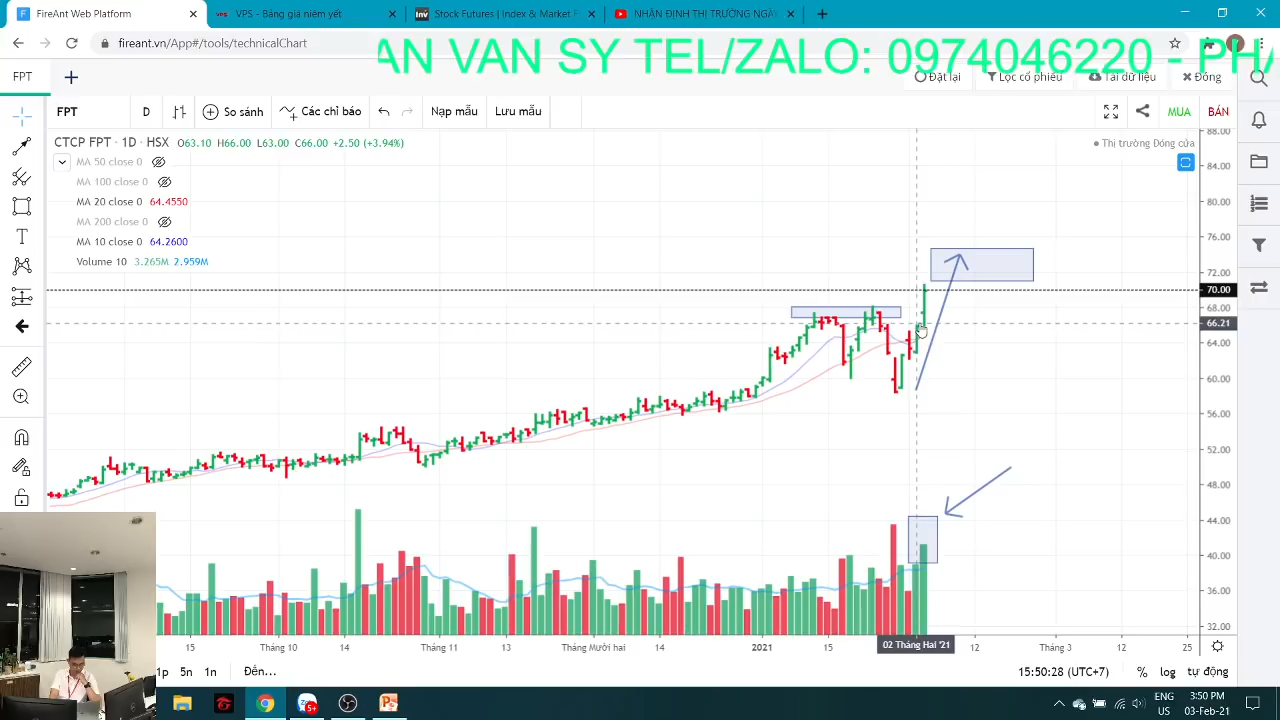 FireAnt Web Platform
VPS - Bảng giá niêm yết
Stock Futures | Index & Market F
NHẬN ĐỊNH THỊ TRƯỜNG NGÀY
fireant.vn/App#/tools/technicalChart
AN VAN SY TEL/ZALO: 0974046220 - PHA
FPT
Đặt lại
Lọc cổ phiếu
Tải dữ liệu
Đóng
FPT
D
So sánh
Các chỉ báo
Nạp mẫu
Lưu mẫu
MUA
BÁN
CTCP FPT · 1D · HSX O63.10 H66.00 L63.00 C66.00 +2.50 (+3.94%)
Thị trường Đóng cửa
MA 50 close 0
MA 100 close 0
MA 20 close 0 64.4550
MA 200 close 0
MA 10 close 0 64.2600
Volume 10 3.265M 2.959M
88.00
84.00
80.00
76.00
72.00
70.00
68.00
66.21
64.00
60.00
56.00
52.00
48.00
44.00
40.00
36.00
32.00
15
Tháng 10
14
Tháng 11
13
Tháng Mười hai
14
2021
15
02 Tháng Hai '21
12
Tháng 3
12
25
1p 5n 1n Đến...
15:50:28 (UTC+7) % log tự động
5+
ENG
US
3:50 PM
03-Feb-21